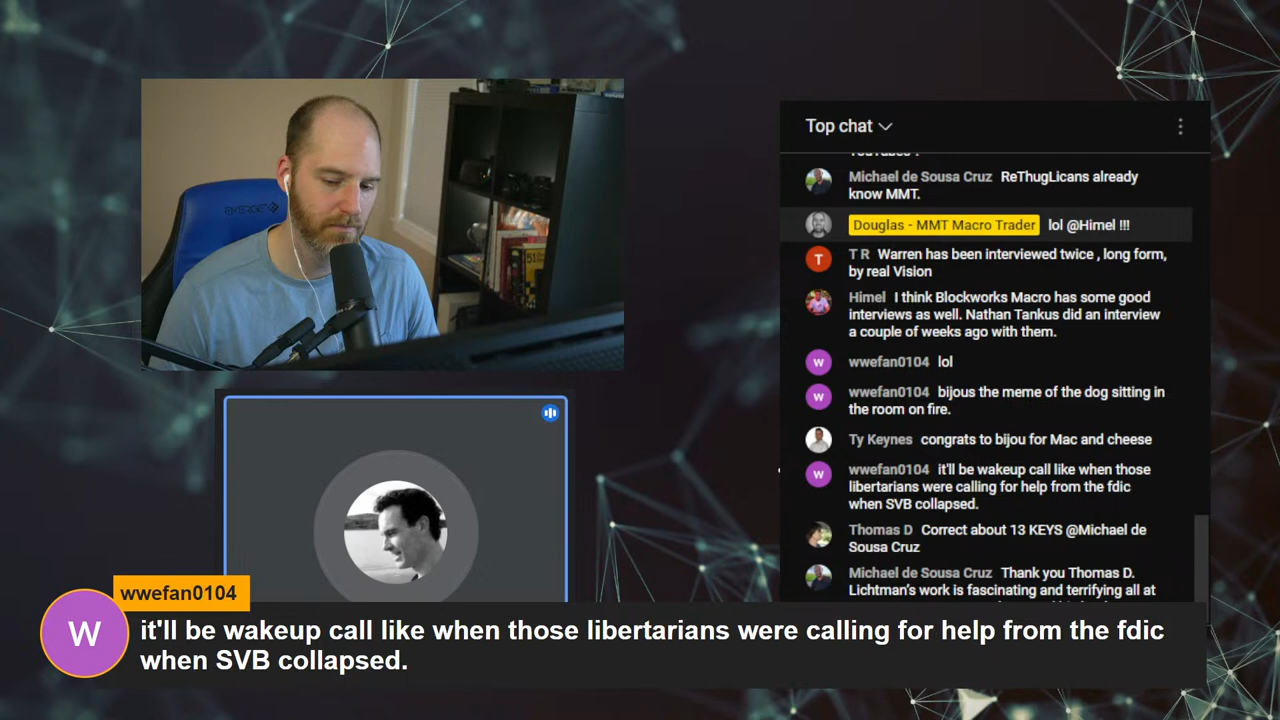 Top chat
YouTubes !
Michael de Sousa Cruz ReThugLicans already
know MMT.
Douglas - MMT Macro Trader lol @Himel !!!
T
T R Warren has been interviewed twice , long form,
by real Vision
Himel I think Blockworks Macro has some good
interviews as well. Nathan Tankus did an interview
a couple of weeks ago with them.
W
wwefan0104 lol
W
wwefan0104 bijous the meme of the dog sitting in
the room on fire.
Ty Keynes congrats to bijou for Mac and cheese
W
wwefan0104 it'll be wakeup call like when those
libertarians were calling for help from the fdic
when SVB collapsed.
Thomas D Correct about 13 KEYS @Michael de
Sousa Cruz
Michael de Sousa Cruz Thank you Thomas D.
Lichtman's work is fascinating and terrifying all at
wwefan0104
W
it'll be wakeup call like when those libertarians were calling for help from the fdic
when SVB collapsed.